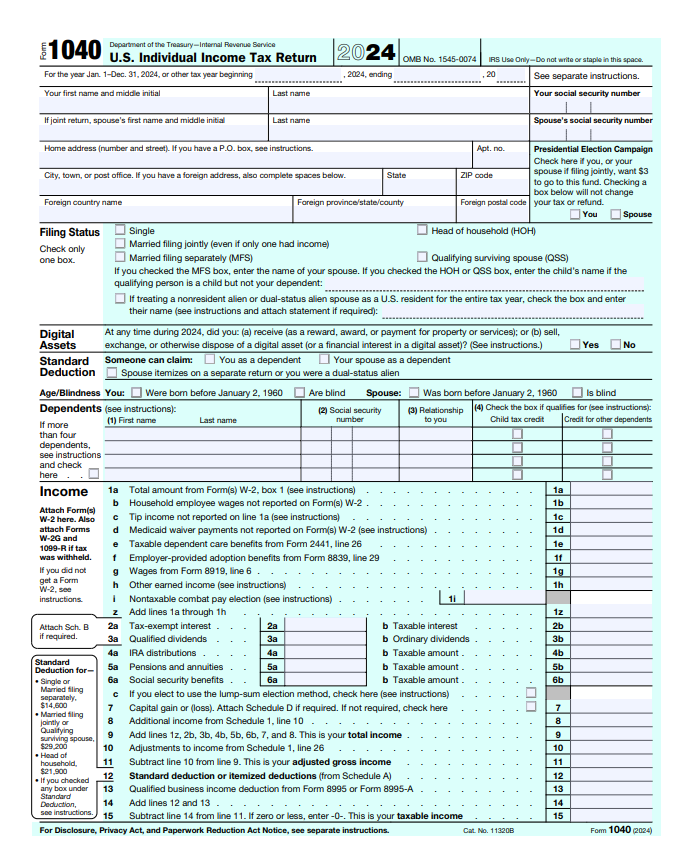 Form 1040 Department of the Treasury—Internal Revenue Service
U.S. Individual Income Tax Return 2024 OMB No. 1545-0074 IRS Use Only—Do not write or staple in this space.
For the year Jan. 1–Dec. 31, 2024, or other tax year beginning , 2024, ending , 20 See separate instructions.
Your first name and middle initial Last name Your social security number
If joint return, spouse's first name and middle initial Last name Spouse's social security number
Home address (number and street). If you have a P.O. box, see instructions. Apt. no.
City, town, or post office. If you have a foreign address, also complete spaces below. State ZIP code
Foreign country name Foreign province/state/county Foreign postal code
Presidential Election Campaign
Check here if you, or your
spouse if filing jointly, want $3
to go to this fund. Checking a
box below will not change
your tax or refund.
You Spouse
Filing Status
Check only
one box.
Single Head of household (HOH)
Married filing jointly (even if only one had income)
Married filing separately (MFS) Qualifying surviving spouse (QSS)
If you checked the MFS box, enter the name of your spouse. If you checked the HOH or QSS box, enter the child's name if the
qualifying person is a child but not your dependent:
If treating a nonresident alien or dual-status alien spouse as a U.S. resident for the entire tax year, check the box and enter
their name (see instructions and attach statement if required):
Digital
Assets
At any time during 2024, did you: (a) receive (as a reward, award, or payment for property or services); or (b) sell,
exchange, or otherwise dispose of a digital asset (or a financial interest in a digital asset)? (See instructions.) Yes No
Standard
Deduction
Someone can claim: You as a dependent Your spouse as a dependent
Spouse itemizes on a separate return or you were a dual-status alien
Age/Blindness You: Were born before January 2, 1960 Are blind Spouse: Was born before January 2, 1960 Is blind
Dependents (see instructions):
If more
than four
dependents,
see instructions
and check
here . .
(1) First name Last name
(2) Social security
number
(3) Relationship
to you
(4) Check the box if qualifies for (see instructions):
Child tax credit Credit for other dependents
Income
Attach Form(s)
W-2 here. Also
attach Forms
W-2G and
1099-R if tax
was withheld.
If you did not
get a Form
W-2, see
instructions.
1a Total amount from Form(s) W-2, box 1 (see instructions) 1a
b Household employee wages not reported on Form(s) W-2 1b
c Tip income not reported on line 1a (see instructions) 1c
d Medicaid waiver payments not reported on Form(s) W-2 (see instructions) 1d
e Taxable dependent care benefits from Form 2441, line 26 1e
f Employer-provided adoption benefits from Form 8839, line 29 1f
g Wages from Form 8919, line 6 1g
h Other earned income (see instructions) 1h
i Nontaxable combat pay election (see instructions) 1i
z Add lines 1a through 1h 1z
Attach Sch. B
if required.
2a Tax-exempt interest 2a b Taxable interest 2b
3a Qualified dividends 3a b Ordinary dividends 3b
4a IRA distributions 4a b Taxable amount 4b
5a Pensions and annuities 5a b Taxable amount 5b
6a Social security benefits 6a b Taxable amount 6b
c If you elect to use the lump-sum election method, check here (see instructions)
7 Capital gain or (loss). Attach Schedule D if required. If not required, check here 7
8 Additional income from Schedule 1, line 10 8
9 Add lines 1z, 2b, 3b, 4b, 5b, 6b, 7, and 8. This is your total income 9
10 Adjustments to income from Schedule 1, line 26 10
11 Subtract line 10 from line 9. This is your adjusted gross income 11
12 Standard deduction or itemized deductions (from Schedule A) 12
13 Qualified business income deduction from Form 8995 or Form 8995-A 13
14 Add lines 12 and 13 14
15 Subtract line 14 from line 11. If zero or less, enter -0-. This is your taxable income 15
Standard
Deduction for—
• Single or
Married filing
separately,
$14,600
• Married filing
jointly or
Qualifying
surviving spouse,
$29,200
• Head of
household,
$21,900
• If you checked
any box under
Standard
Deduction,
see instructions.
For Disclosure, Privacy Act, and Paperwork Reduction Act Notice, see separate instructions. Cat. No. 11320B Form 1040 (2024)